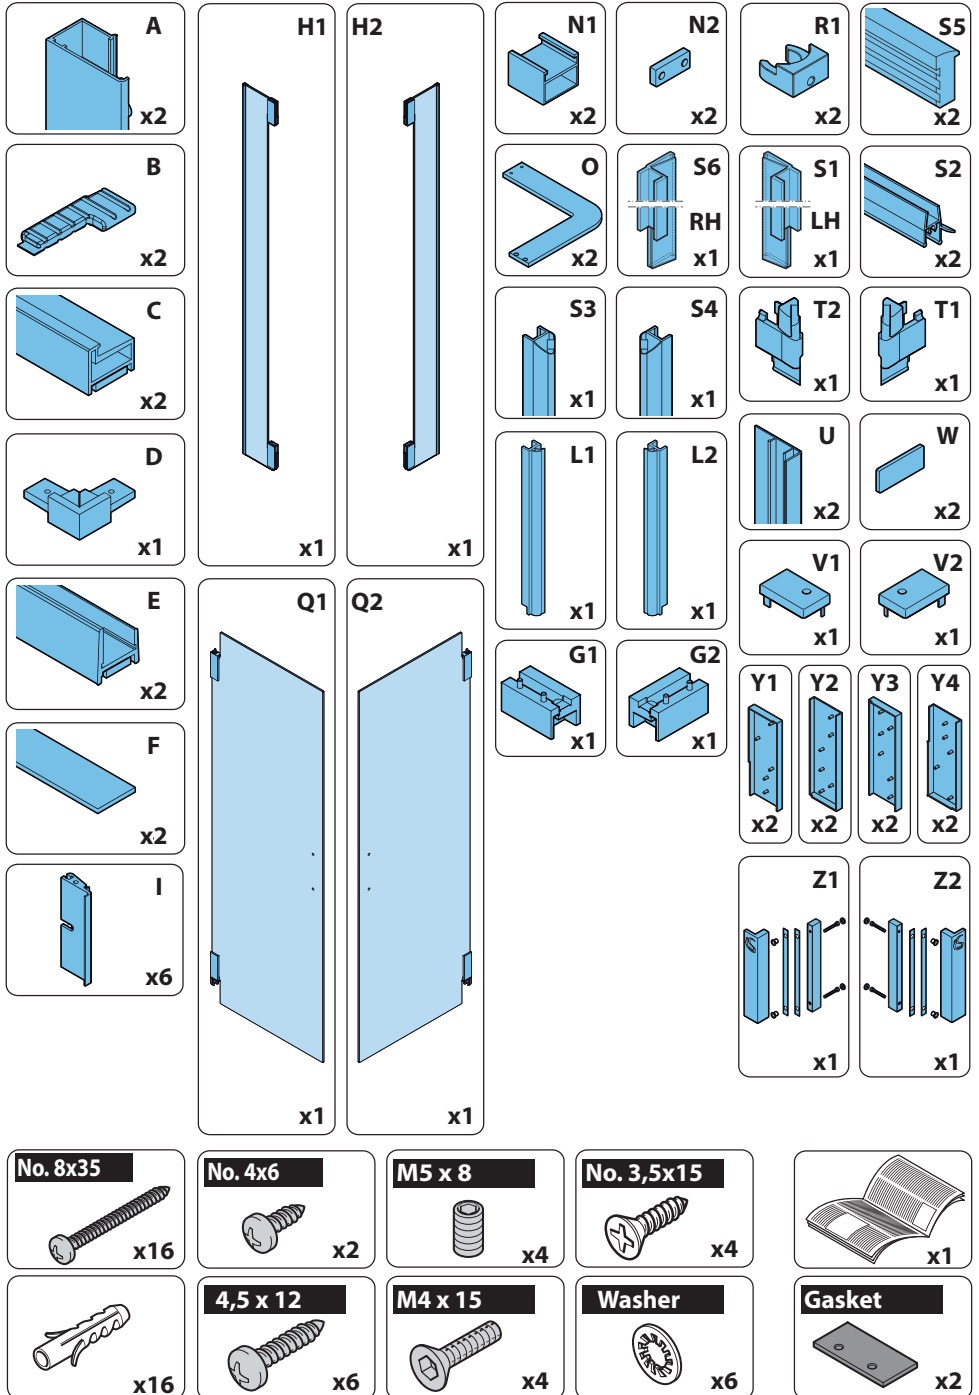 A
x2
B
x2
C
x2
D
x1
E
x2
F
x2
I
x6
H1
x1
H2
x1
Q1
x1
Q2
x1
N1
x2
N2
x2
R1
x2
S5
x2
O
x2
S6
RH
x1
S1
LH
x1
S2
x2
S3
x1
S4
x1
T2
x1
T1
x1
L1
x1
L2
x1
U
x2
W
x2
V1
x1
V2
x1
G1
x1
G2
x1
Y1
x2
Y2
x2
Y3
x2
Y4
x2
Z1
x1
Z2
x1
No. 8x35
x16
No. 4x6
x2
M5 x 8
x4
No. 3,5x15
x4
x1
x16
4,5 x 12
x6
M4 x 15
x4
Washer
x6
Gasket
x2